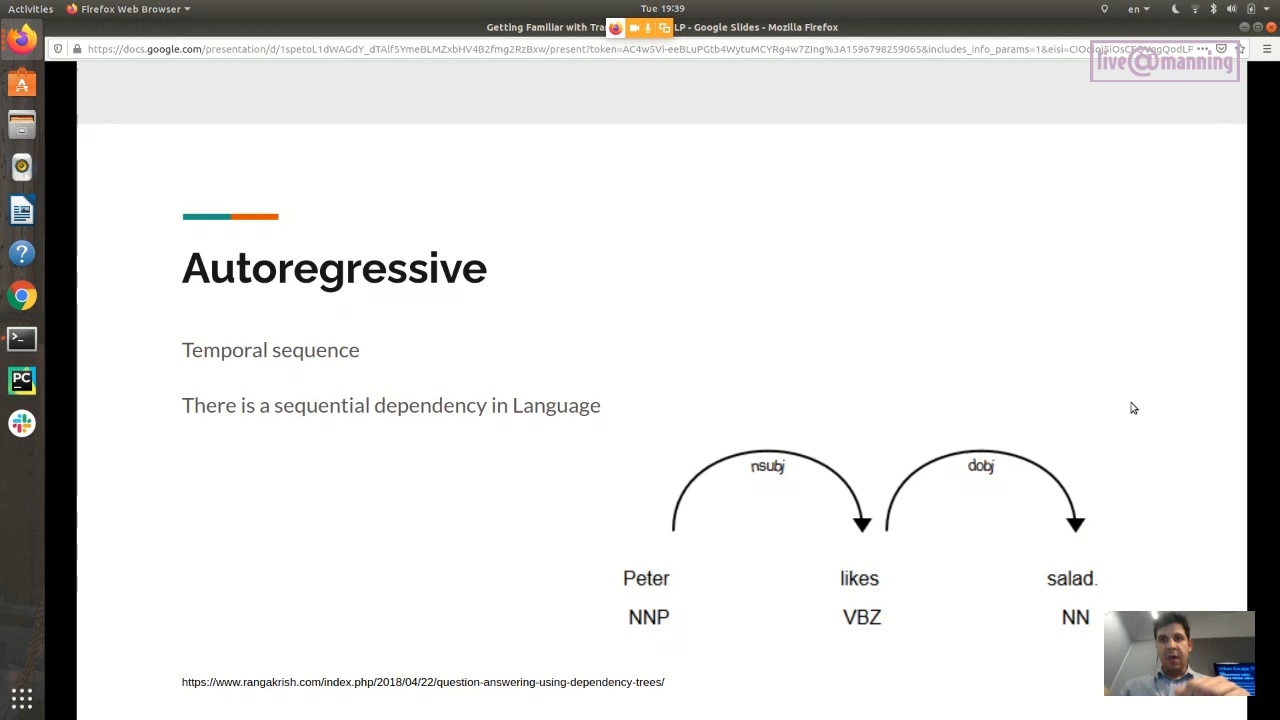 Activities Firefox Web Browser Tue 19:39 en
Getting Familiar with Tra LP - Google Slides - Mozilla Firefox
live@manning
Autoregressive
Temporal sequence
There is a sequential dependency in Language
nsubj dobj
Peter likes salad.
NNP VBZ NN
https://www.rangakrish.com/index.php/2018/04/22/question-answering-using-dependency-trees/
PC